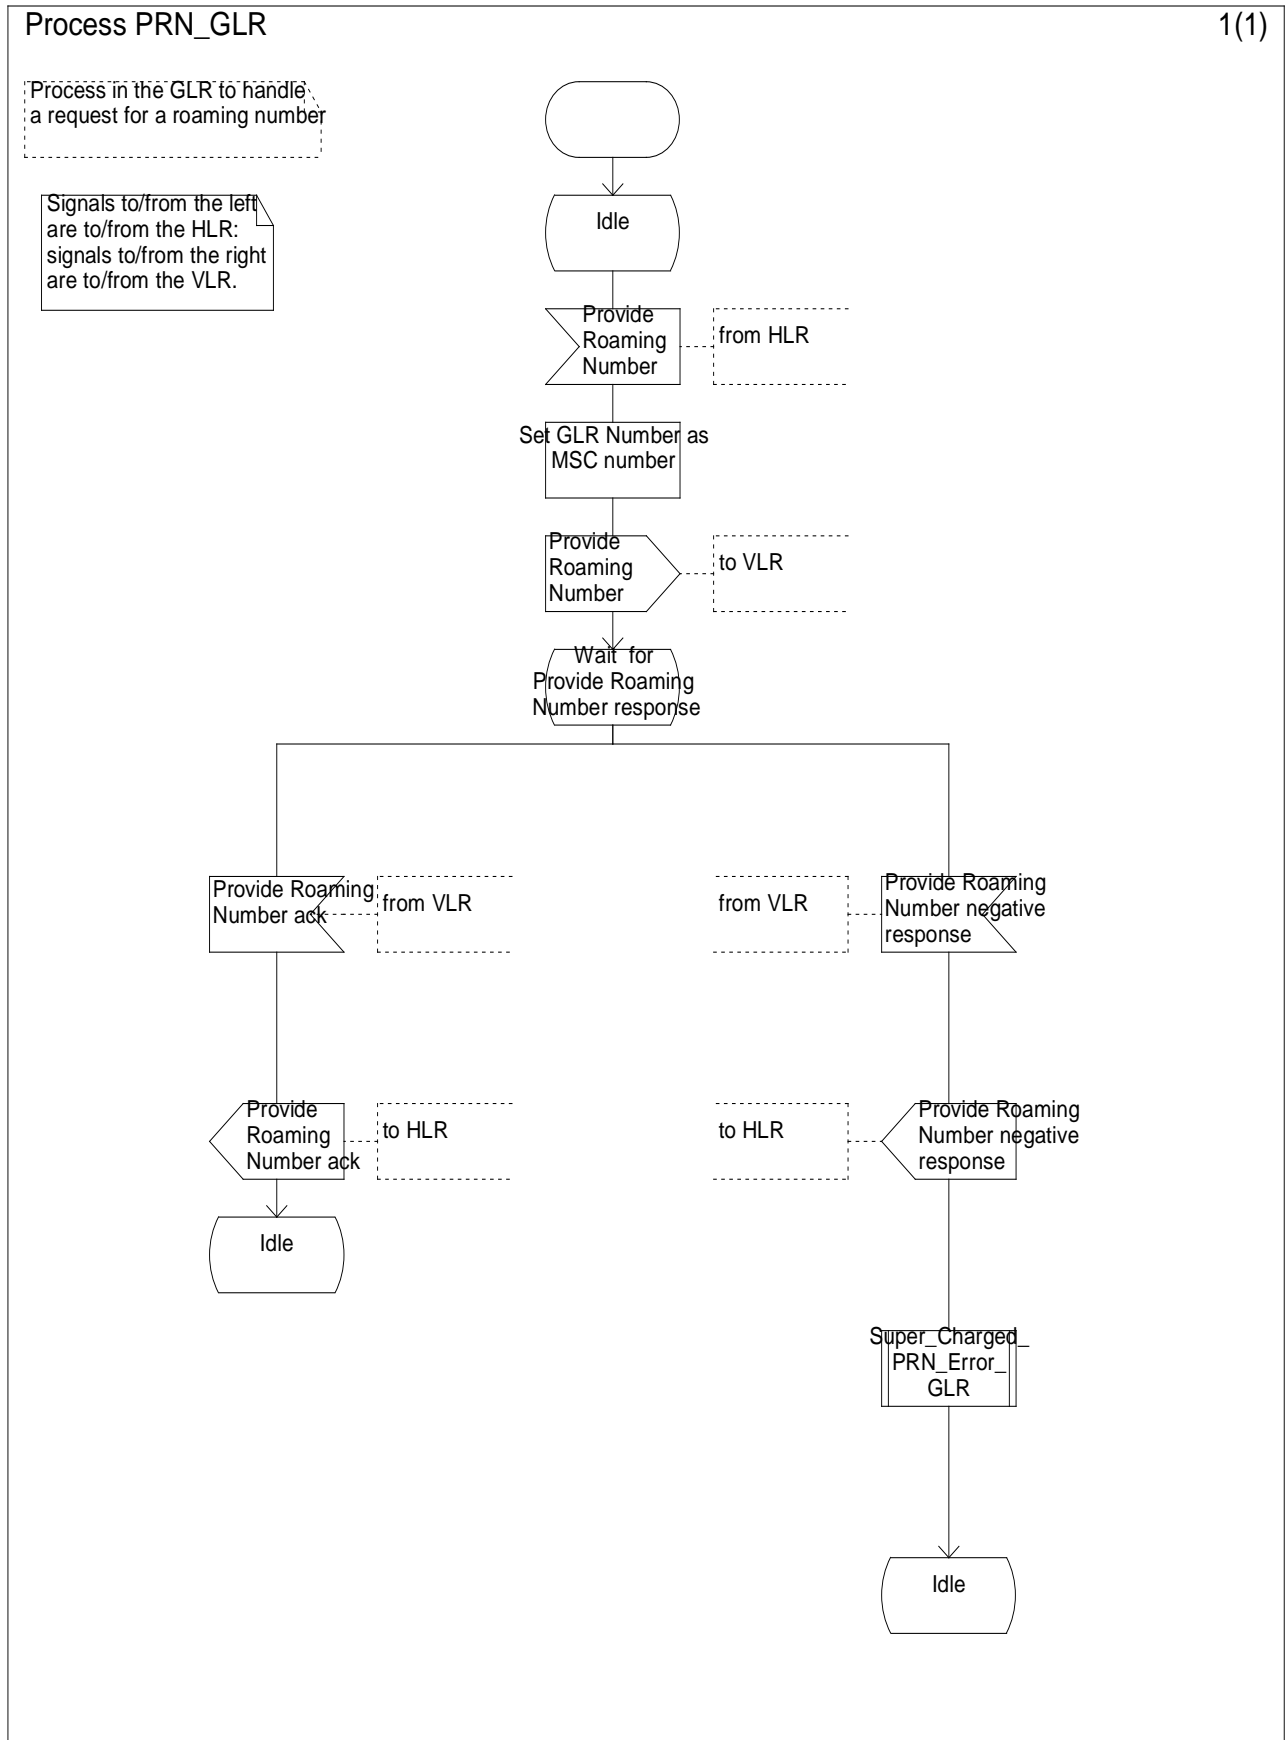 Process PRN_GLR
1(1)
Process in the GLR to handle
a request for a roaming number
Signals to/from the left
are to/from the HLR:
signals to/from the right
are to/from the VLR.
Idle
Provide
Roaming
Number
from HLR
Set GLR Number as
MSC number
Provide
Roaming
Number
to VLR
Wait for
Provide Roaming
Number response
Provide Roaming
Number ack
from VLR
from VLR
Provide Roaming
Number negative
response
Provide
Roaming
Number ack
to HLR
to HLR
Provide Roaming
Number negative
response
Idle
Super_Charged_
PRN_Error_
GLR
Idle